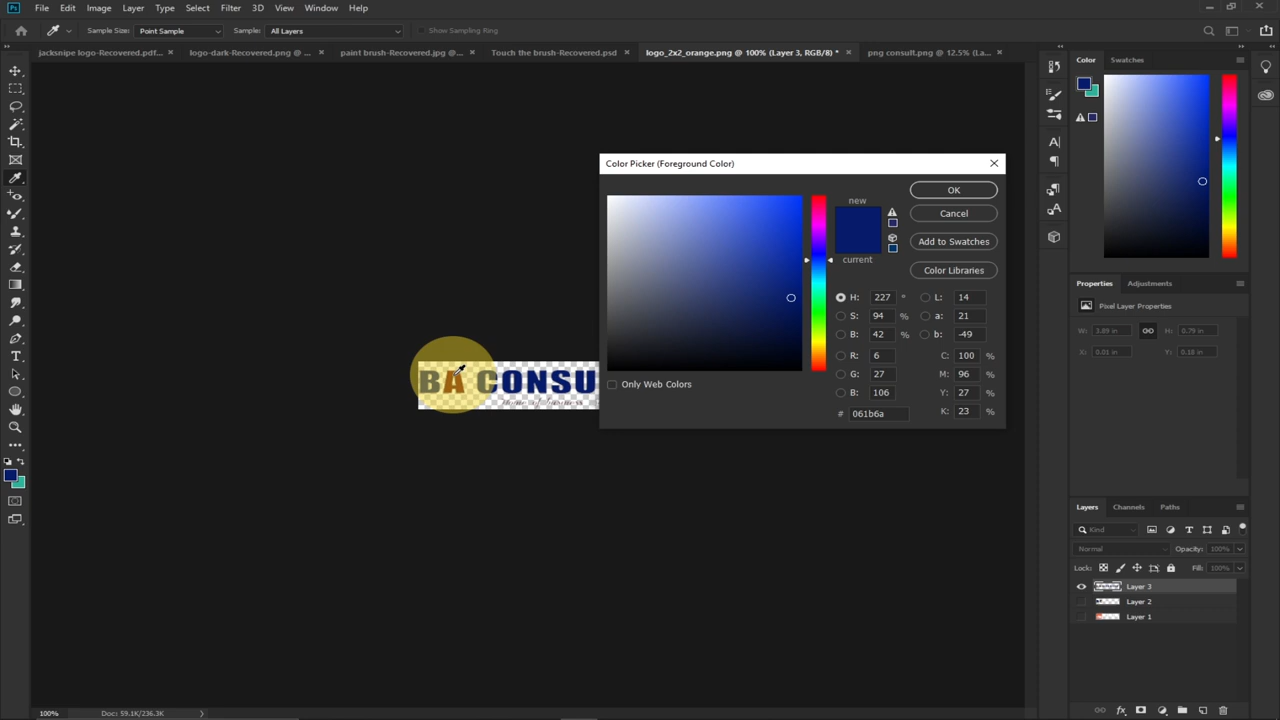 Ps File Edit Image Layer Type Select Filter 3D View Window Help
Sample Size: Point Sample Sample: All Layers Show Sampling Ring
jacksnipe logo-Recovered.pdf... × logo-dark-Recovered.png @ ... × paint brush-Recovered.jpg @... × Touch the brush-Recovered.psd × logo_2x2_orange.png @ 100% (Layer 3, RGB/8) * × png consult.png @ 12.5% (La... ×
Color Swatches
Color Picker (Foreground Color)
OK
new
Cancel
Add to Swatches
current
Color Libraries
H: 227 ° L: 14
S: 94 % a: 21
B: 42 % b: -49
R: 6 C: 100 %
G: 27 M: 96 %
B: 106 Y: 27 %
# 061b6a K: 23 %
Only Web Colors
BA CONSU
Home of business
Properties Adjustments
Pixel Layer Properties
W: 3.89 in H: 0.79 in
X: 0.01 in Y: 0.18 in
Layers Channels Paths
Kind
Normal Opacity: 100%
Lock: Fill: 100%
Layer 3
Layer 2
Layer 1
100% Doc: 59.1K/236.3K